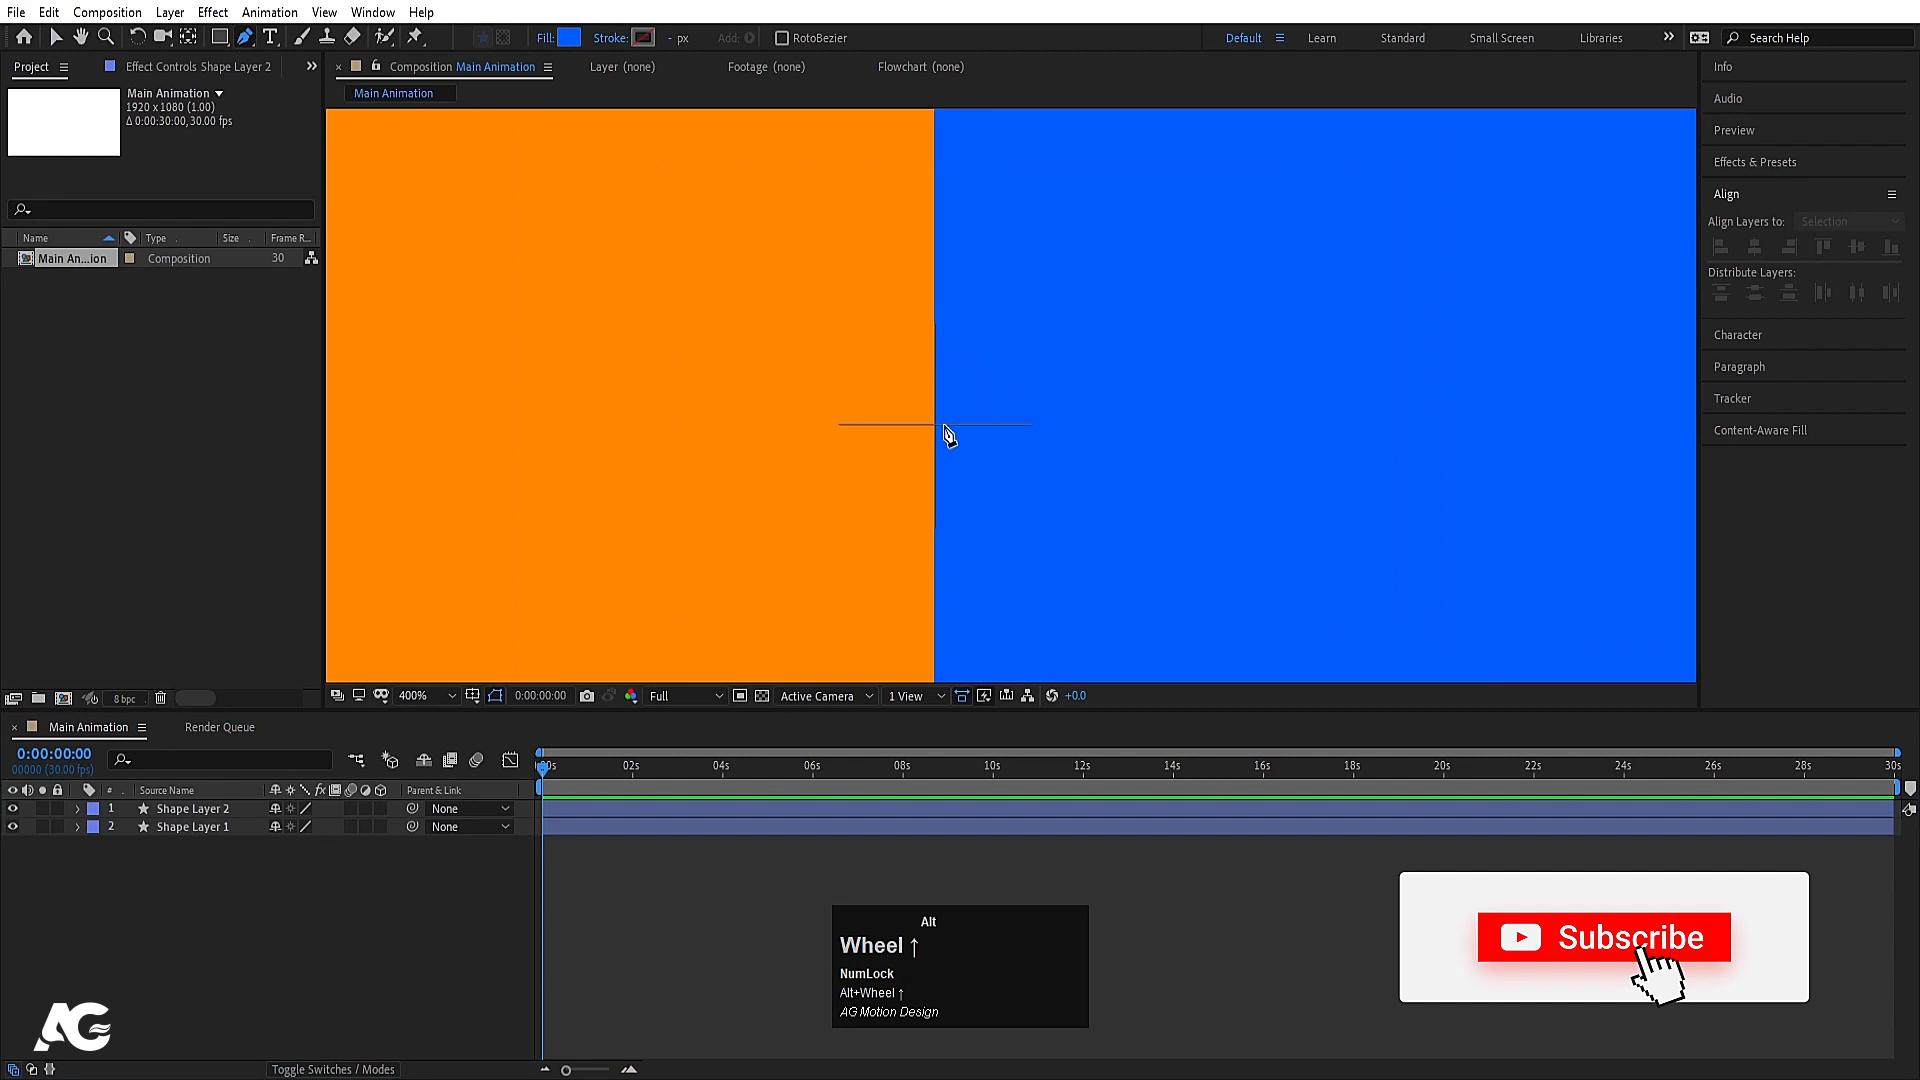 File Edit Composition Layer Effect Animation View Window Help
Fill: Stroke: - px Add: RotoBezier Default Learn Standard Small Screen Libraries Search Help
Project Effect Controls Shape Layer 2 Composition Main Animation Layer (none) Footage (none) Flowchart (none)
Main Animation
Main Animation
1920 x 1080 (1.00)
Δ 0:00:30:00, 30.00 fps
Name Type Size Frame R...
Main An...ion Composition 30
Info
Audio
Preview
Effects & Presets
Align
Align Layers to: Selection
Distribute Layers:
Character
Paragraph
Tracker
Content-Aware Fill
8 bpc
400% 0:00:00:00 Full Active Camera 1 View +0.0
Main Animation Render Queue
0:00:00:00
00000 (30.00 fps)
02s 04s 06s 08s 10s 12s 14s 16s 18s 20s 22s 24s 26s 28s 30s
# Source Name fx Parent & Link
1 Shape Layer 2 None
2 Shape Layer 1 None
Alt
Wheel ↑
NumLock
Alt+Wheel ↑
AG Motion Design
Subscribe
AG
Toggle Switches / Modes